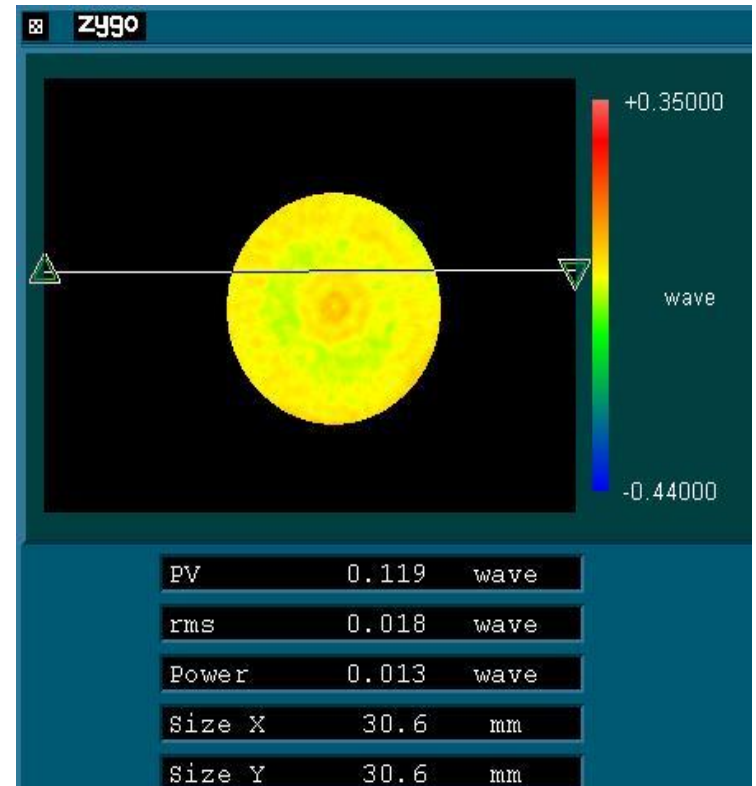 zygo
+0.35000
wave
-0.44000
PV 0.119 wave
rms 0.018 wave
Power 0.013 wave
Size X 30.6 mm
Size Y 30.6 mm